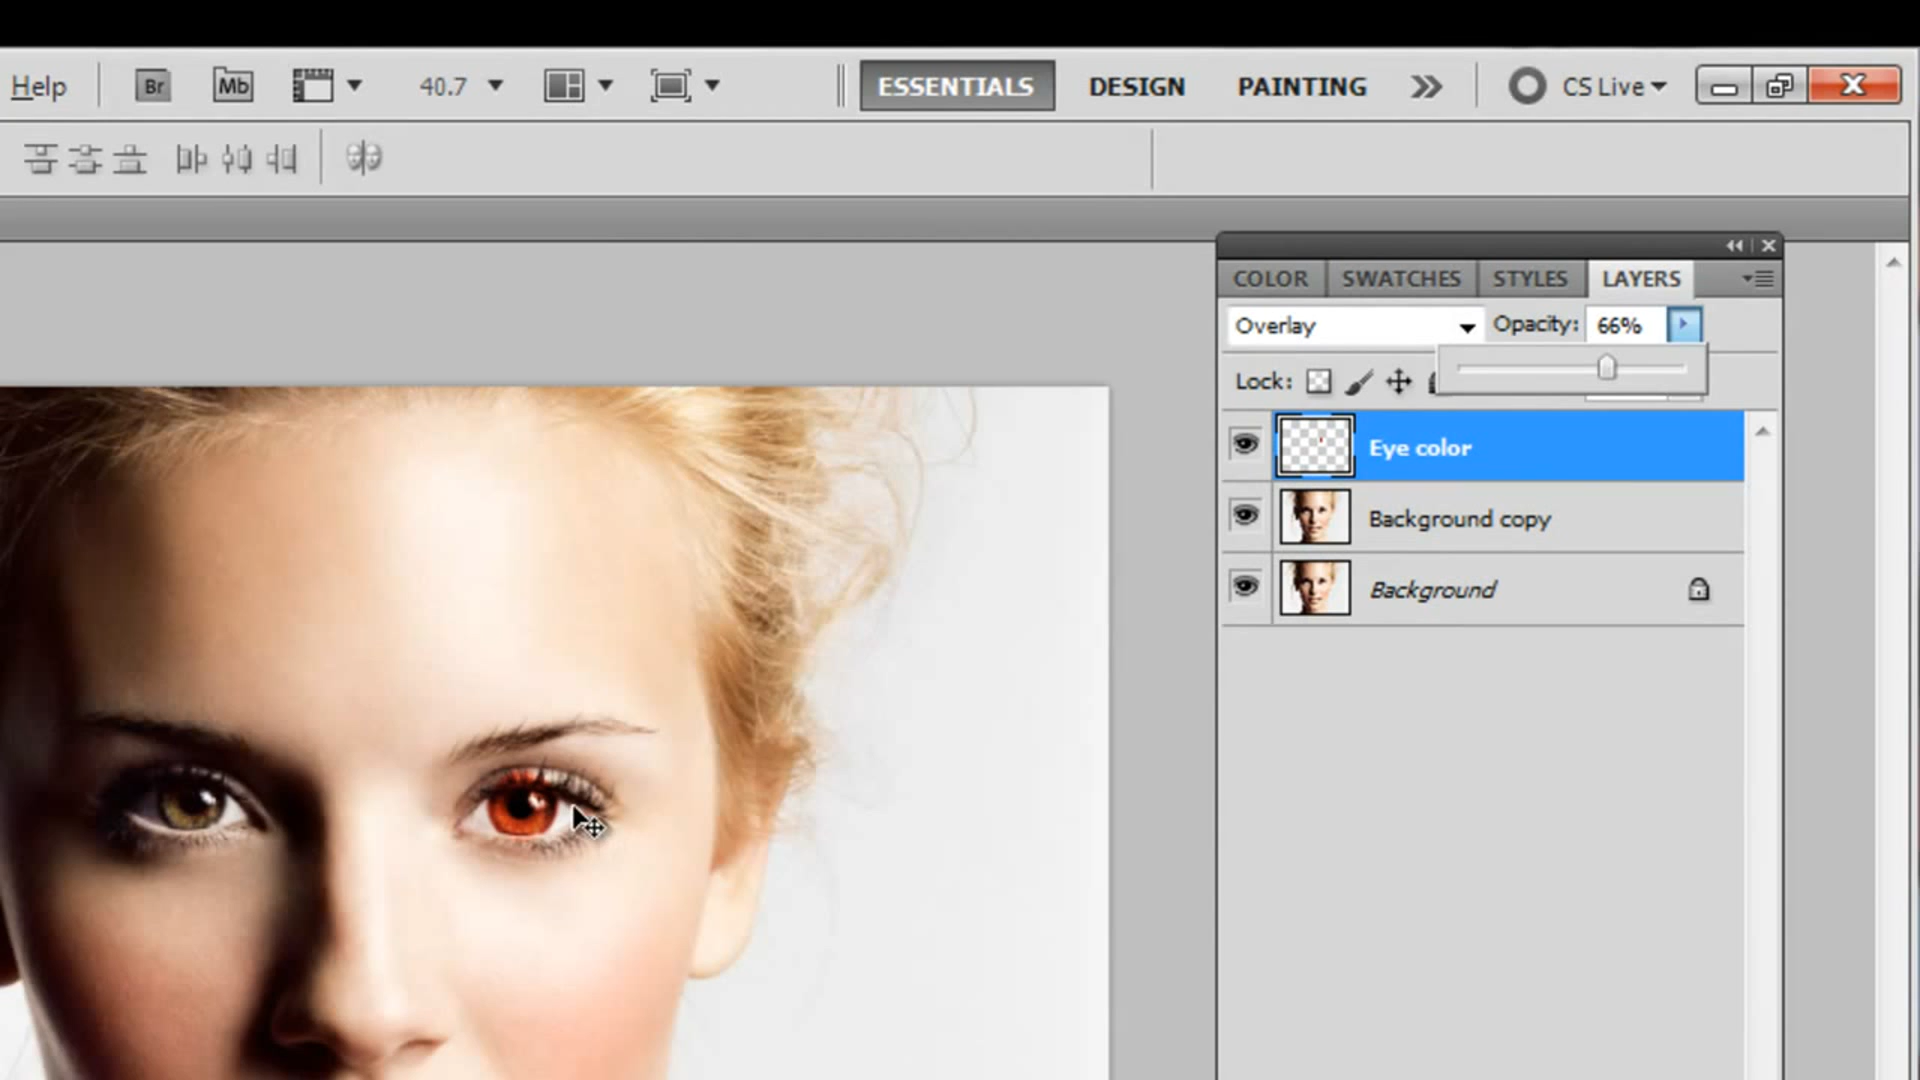 Help Br Mb 40.7 ESSENTIALS DESIGN PAINTING CS Live
COLOR SWATCHES STYLES LAYERS
Overlay Opacity: 66%
Lock:
Eye color
Background copy
Background